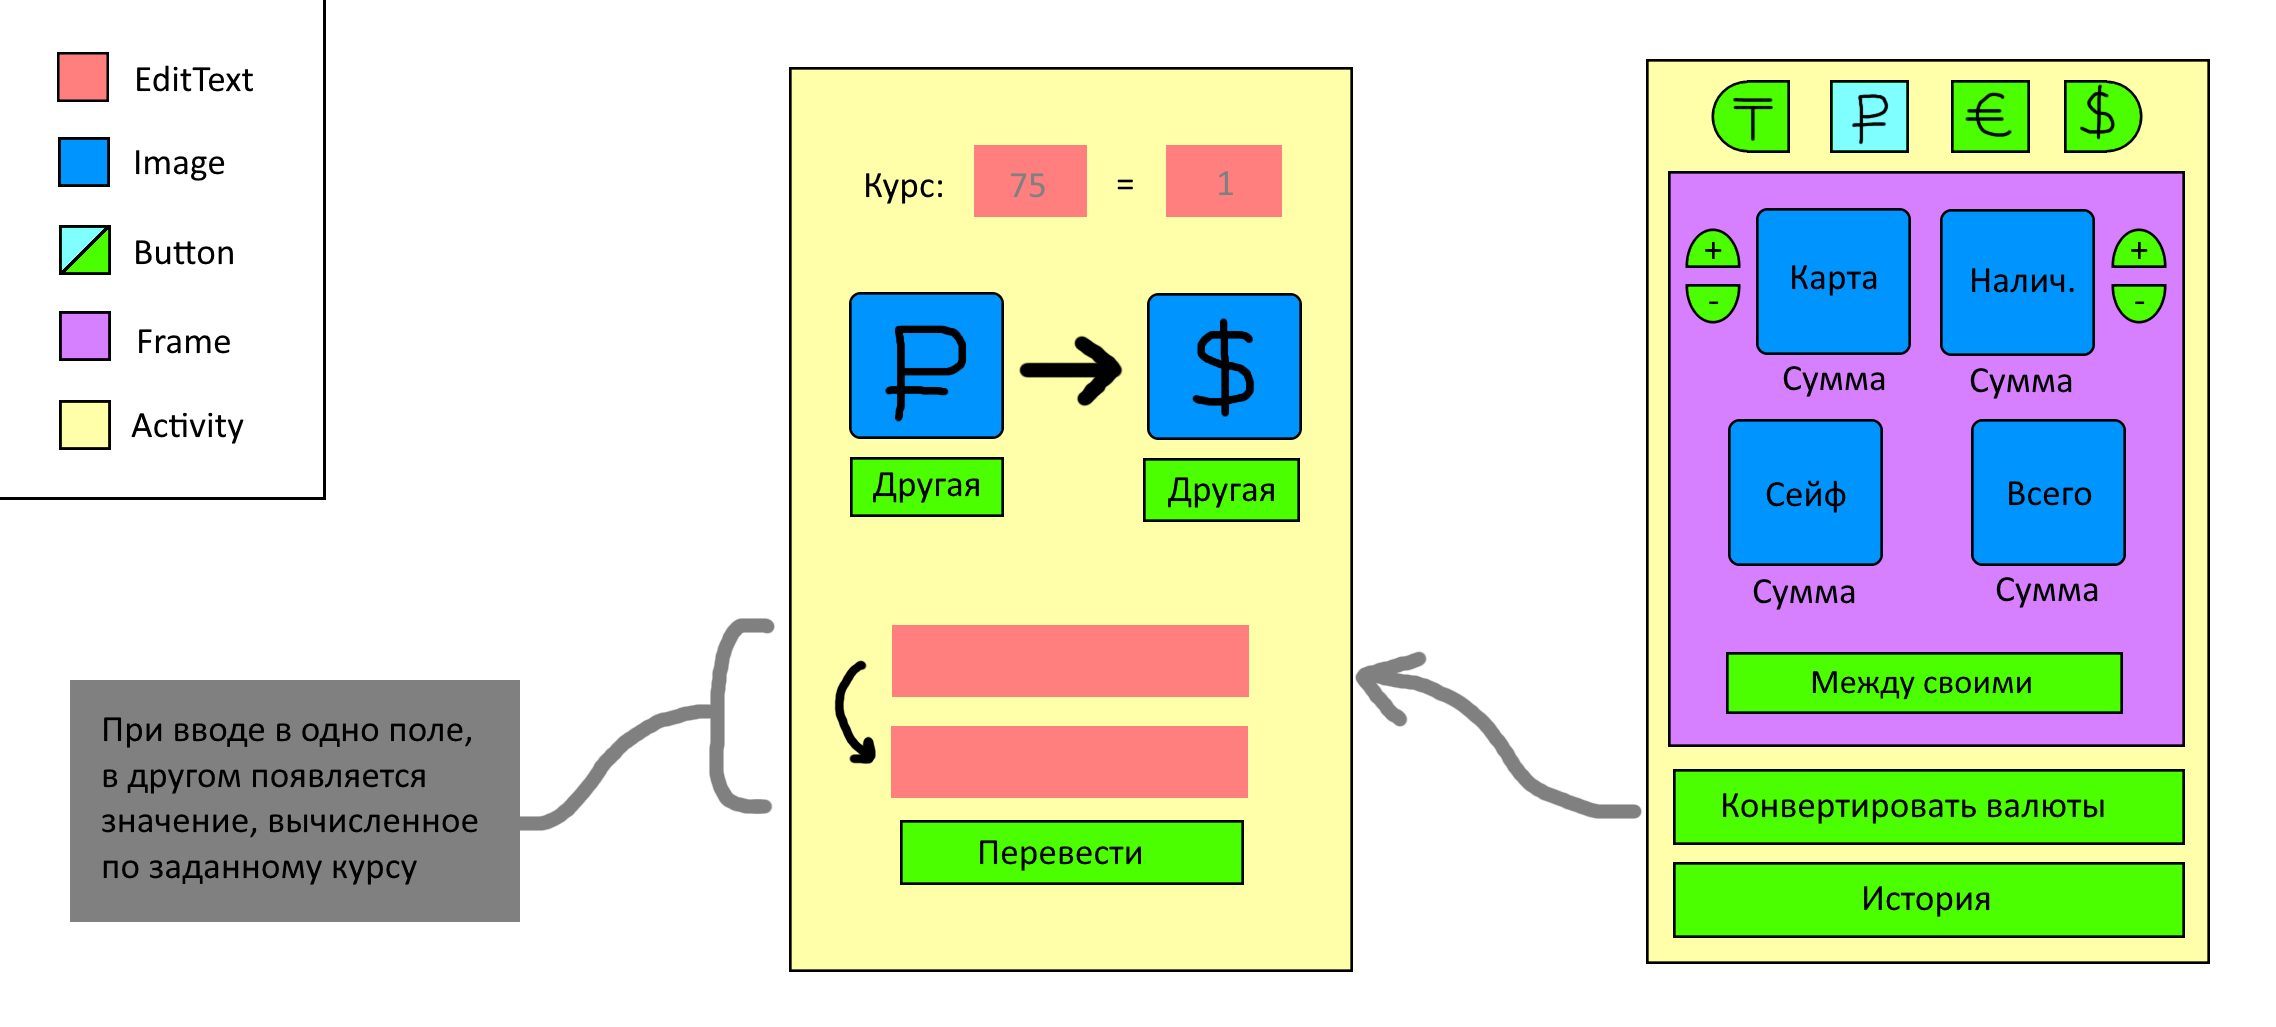 EditText
Image
Button
Frame
Activity
При вводе в одно поле,
в другом появляется
значение, вычисленное
по заданному курсу
Курс: 75 = 1
₽ $
Другая Другая
Перевести
₸ ₽ € $
+ Карта Налич. +
- -
Сумма Сумма
Сейф Всего
Сумма Сумма
Между своими
Конвертировать валюты
История